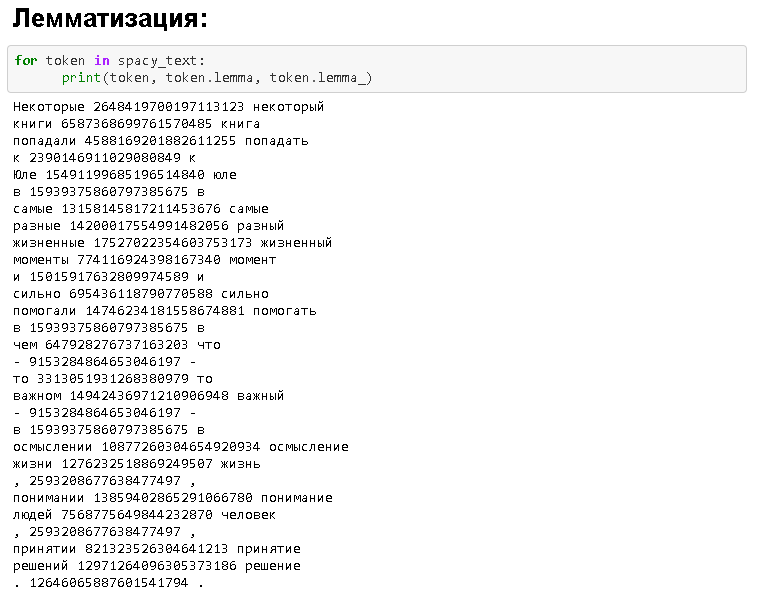 Лемматизация:
for token in spacy_text:
print(token, token.lemma, token.lemma_)
Некоторые 2648419700197113123 некоторый
книги 6587368699761570485 книга
попадали 4588169201882611255 попадать
к 2390146911029080849 к
Юле 15491199685196514840 юле
в 15939375860797385675 в
самые 13158145817211453676 самые
разные 14200017554991482056 разный
жизненные 17527022354603753173 жизненный
моменты 774116924398167340 момент
и 15015917632809974589 и
сильно 695436118790770588 сильно
помогали 14746234181558674881 помогать
в 15939375860797385675 в
чем 647928276737163203 что
- 9153284864653046197 -
то 3313051931268380979 то
важном 14942436971210906948 важный
- 9153284864653046197 -
в 15939375860797385675 в
осмыслении 10877260304654920934 осмысление
жизни 1276232518869249507 жизнь
, 2593208677638477497 ,
понимании 13859402865291066780 понимание
людей 7568775649844232870 человек
, 2593208677638477497 ,
принятии 821323526304641213 принятие
решений 12971264096305373186 решение
. 12646065887601541794 .